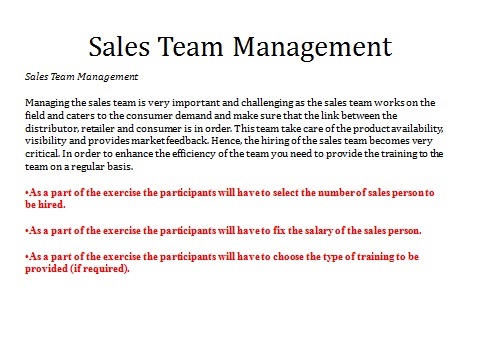 Sales Team Management
Sales Team Management
Managing the sales team is very important and challenging as the sales team works on the
field and caters to the consumer demand and make sure that the link between the
distributor, retailer and consumer is in order. This team take care of the product availability,
visibility and provides market feedback. Hence, the hiring of the sales team becomes very
critical. In order to enhance the efficiency of the team you need to provide the training to the
team on a regular basis.
•As a part of the exercise the participants will have to select the number of sales person to
be hired.
•As a part of the exercise the participants will have to fix the salary of the sales person.
•As a part of the exercise the participants will have to choose the type of training to be
provided (if required).